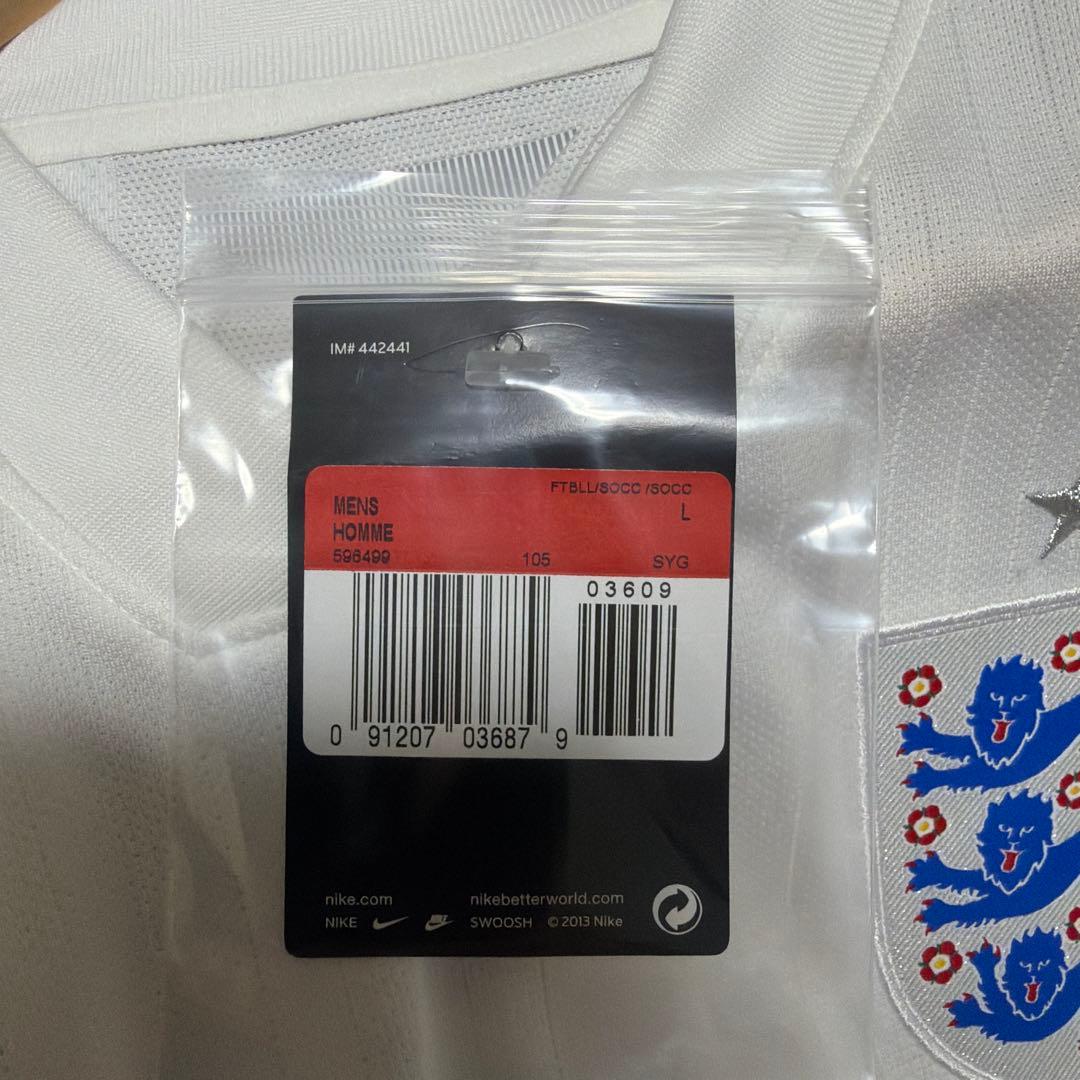 IM# 442441
FTBLL/SOCC /SOCC
MENS L
HOMME
596499 105 SYG
03609
0 91207 03687 9
nike.com nikebetterworld.com
NIKE SWOOSH © 2013 Nike